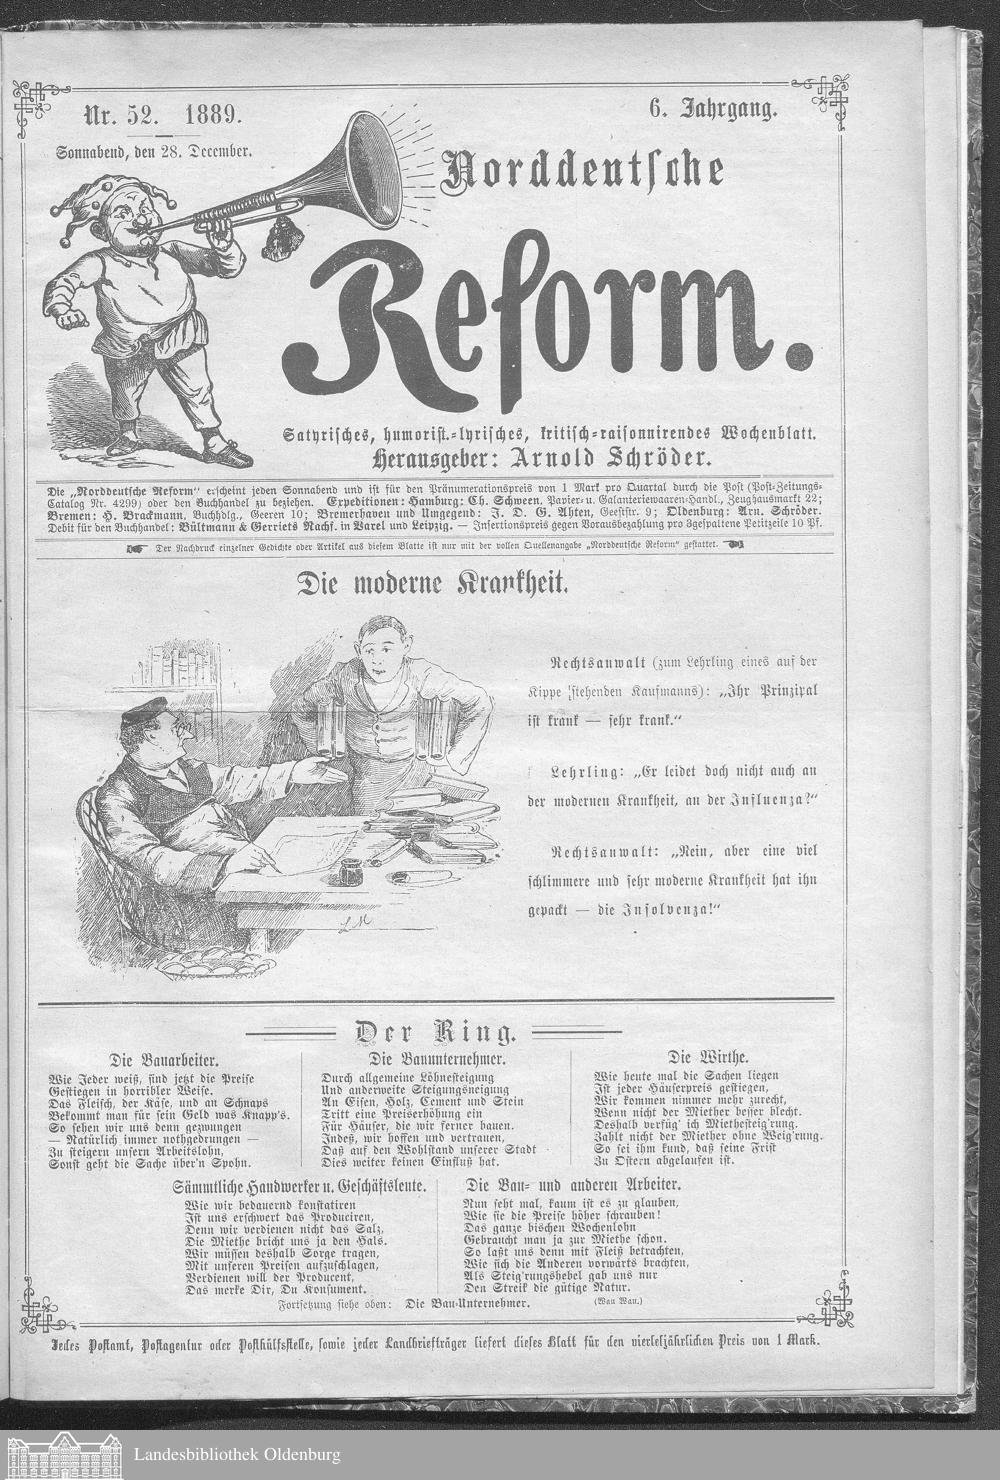 Nr. 52. 1889.
6. Jahrgang.
Sonnabend, den 28. December.
Norddeutsche
Reform.
Satyrisches, humorist.-lyrisches, kritisch-raisonnirendes Wochenblatt.
Herausgeber: Arnold Schröder.
Die „Norddeutsche Reform“ erscheint jeden Sonnabend und ist für den Pränumerationspreis von 1 Mark pro Quartal durch die Post (Post-Zeitungs-
Catalog Nr. 4299) oder den Buchhandel zu beziehen. Expeditionen: Hamburg: Ch. Schween, Papier- u. Galanteriewaaren-Handl., Zeughausmarkt 22;
Bremen: H. Brackmann, Buchhdlg., Geeren 10; Bremerhaven und Umgegend: J. D. G. Ahten, Geeststr. 9; Oldenburg: Arn. Schröder.
Debit für den Buchhandel: Bültmann & Gerriets Nachf. in Varel und Leipzig. — Insertionspreis gegen Vorausbezahlung pro 3gespaltene Petitzeile 10 Pf.
Der Nachdruck einzelner Gedichte oder Artikel aus diesem Blatte ist nur mit der vollen Quellenangabe „Norddeutsche Reform“ gestattet.
Die moderne Krankheit.
Rechtsanwalt (zum Lehrling eines auf der
Kippe stehenden Kaufmanns): „Ihr Prinzipal
ist krank — sehr krank.“
Lehrling: „Er leidet doch nicht auch an
der modernen Krankheit, an der Influenza?“
Rechtsanwalt: „Nein, aber eine viel
schlimmere und sehr moderne Krankheit hat ihn
gepackt — die Insolvenza!“
LM
Der Ring.
Die Bauarbeiter.
Wie Jeder weiß, sind jetzt die Preise
Gestiegen in horribler Weise.
Das Fleisch, der Käse, und an Schnaps
Bekommt man für sein Geld was Knapp's.
So sehen wir uns denn gezwungen
— Natürlich immer nothgedrungen —
Zu steigern unsern Arbeitslohn,
Sonst geht die Sache über'n Spohn.
Die Bauunternehmer.
Durch allgemeine Löhnesteigung
Und anderweite Steigungsneigung
An Eisen, Holz, Cement und Stein
Tritt eine Preiserhöhung ein
Für Häuser, die wir ferner bauen.
Indeß, wir hoffen und vertrauen,
Daß auf den Wohlstand unserer Stadt
Dies weiter keinen Einfluß hat.
Die Wirthe.
Wie heute mal die Sachen liegen
Ist jeder Häuserpreis gestiegen,
Wir kommen nimmer mehr zurecht,
Wenn nicht der Miether besser blecht.
Deshalb verfüg' ich Miethesteig'rung.
Zahlt nicht der Miether ohne Weig'rung.
So sei ihm kund, daß seine Frist
Zu Ostern abgelaufen ist.
Sämmtliche Handwerker u. Geschäftsleute.
Wie wir bedauernd konstatiren
Ist uns erschwert das Produciren,
Denn wir verdienen nicht das Salz,
Die Miethe bricht uns ja den Hals.
Wir müssen deshalb Sorge tragen,
Mit unseren Preisen aufzuschlagen,
Verdienen will der Producent,
Das merke Dir, Du Konsument.
Fortsetzung siehe oben: Die Bau-Unternehmer.
Die Bau- und anderen Arbeiter.
Nun seht mal, kaum ist es zu glauben,
Wie sie die Preise höher schrauben!
Das ganze bischen Wochenlohn
Gebraucht man ja zur Miethe schon.
So laßt uns denn mit Fleiß betrachten,
Wie sich die Anderen vorwärts brachten,
Als Steig'rungshebel gab uns nur
Den Streik die gütige Natur.
(Wau Wau.)
Jedes Postamt, Postagentur oder Posthülfsstelle, sowie jeder Landbriefträger liefert dieses Blatt für den vierteljährlichen Preis von 1 Mark.
Landesbibliothek Oldenburg